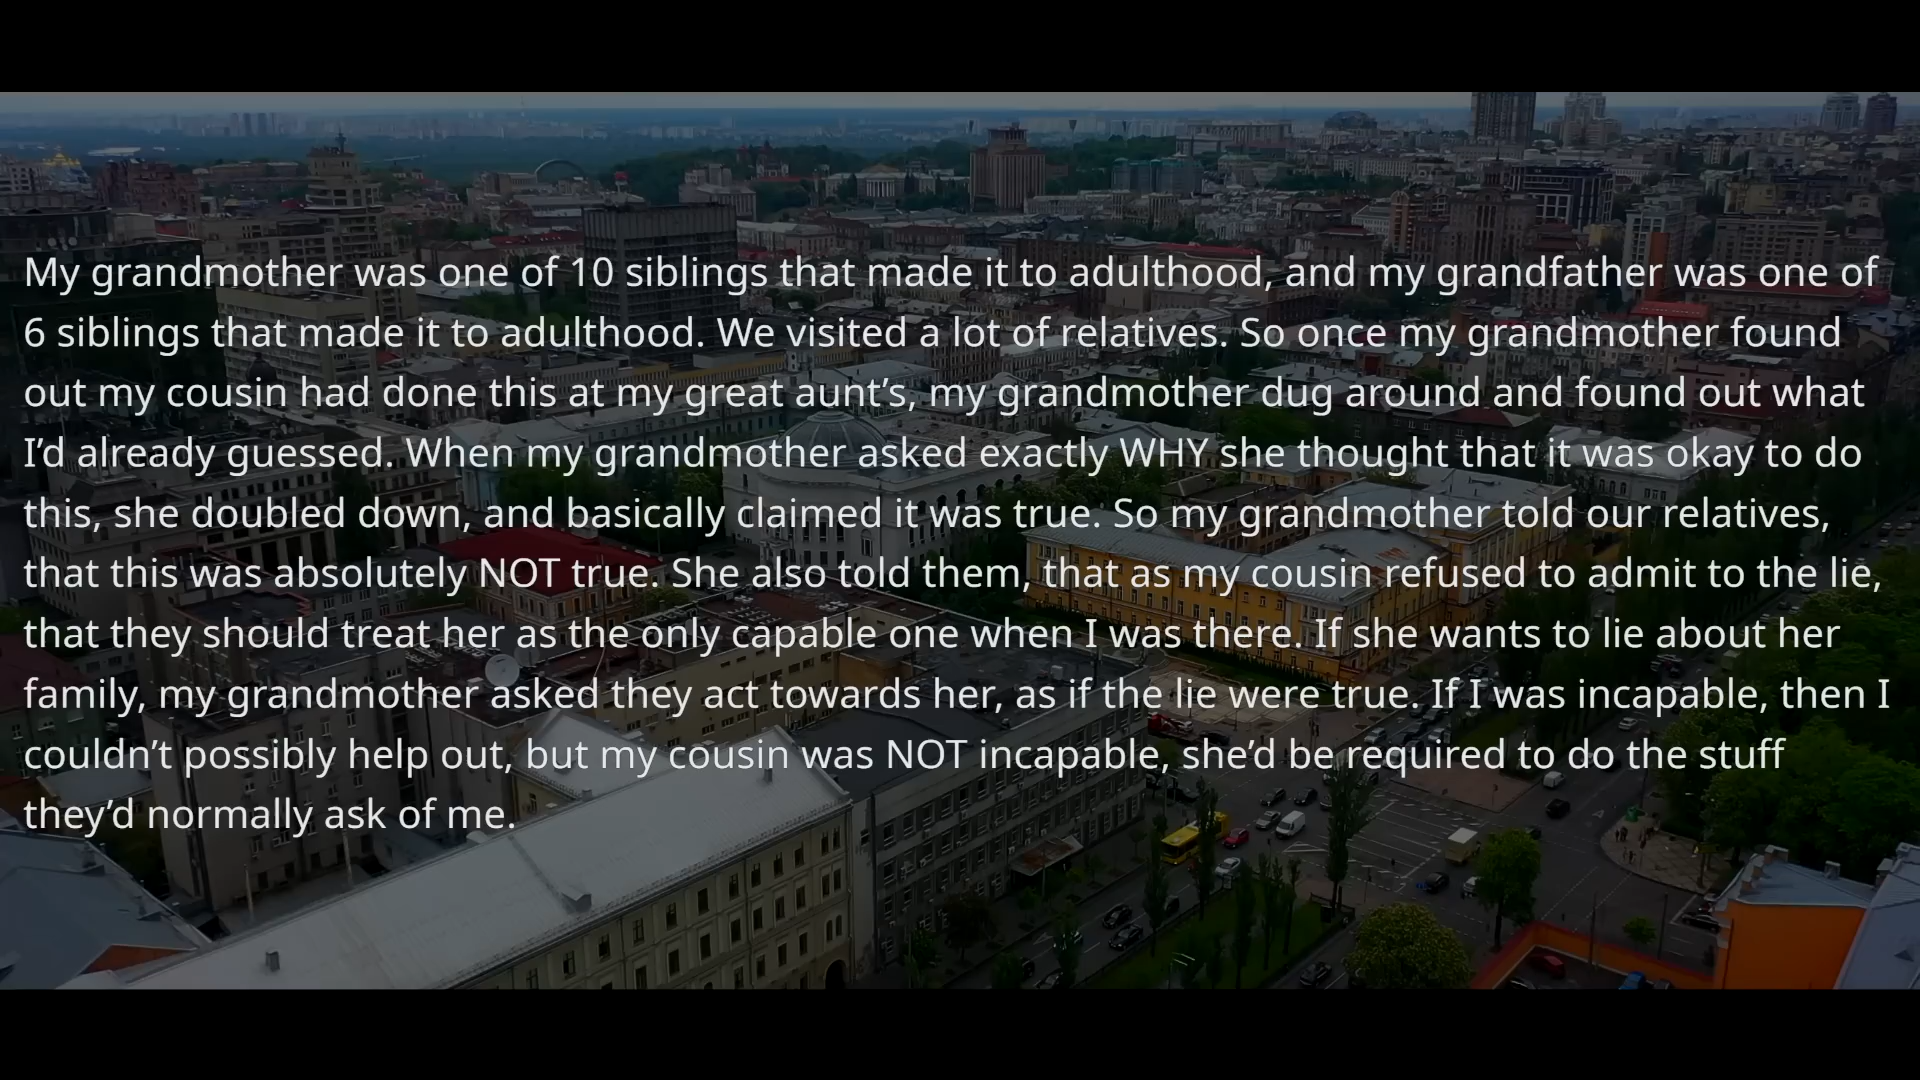 My grandmother was one of 10 siblings that made it to adulthood, and my grandfather was one of
6 siblings that made it to adulthood. We visited a lot of relatives. So once my grandmother found
out my cousin had done this at my great aunt’s, my grandmother dug around and found out what
I’d already guessed. When my grandmother asked exactly WHY she thought that it was okay to do
this, she doubled down, and basically claimed it was true. So my grandmother told our relatives,
that this was absolutely NOT true. She also told them, that as my cousin refused to admit to the lie,
that they should treat her as the only capable one when I was there. If she wants to lie about her
family, my grandmother asked they act towards her, as if the lie were true. If I was incapable, then I
couldn’t possibly help out, but my cousin was NOT incapable, she’d be required to do the stuff
they’d normally ask of me.